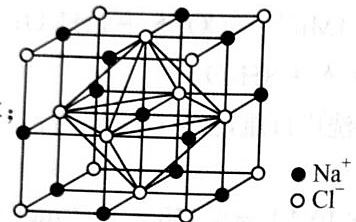 ;
● Na⁺
○ Cl⁻